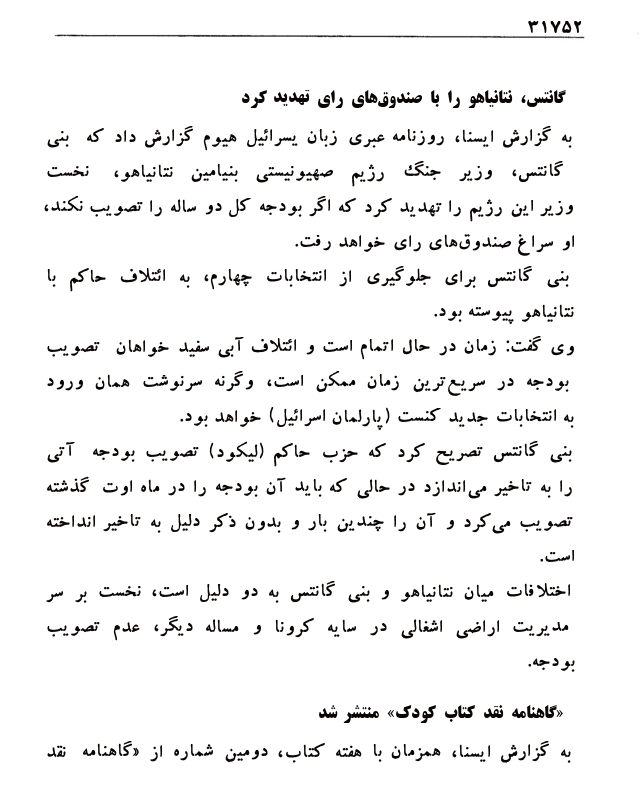 ۳۱۷۵۲
گانتس، نتانیاهو را با صندوق‌های رای تهدید کرد
به گزارش ایسنا، روزنامه عبری زبان یسرائیل هیوم گزارش داد که بنی
گانتس، وزیر جنگ رژیم صهیونیستی بنیامین نتانیاهو، نخست
وزیر این رژیم را تهدید کرد که اگر بودجه کل دو ساله را تصویب نکند،
او سراغ صندوق‌های رای خواهد رفت.
بنی گانتس برای جلوگیری از انتخابات چهارم، به ائتلاف حاکم با
نتانیاهو پیوسته بود.
وی گفت: زمان در حال اتمام است و ائتلاف آبی سفید خواهان تصویب
بودجه در سریع‌ترین زمان ممکن است، وگرنه سرنوشت همان ورود
به انتخابات جدید کنست (پارلمان اسرائیل) خواهد بود.
بنی گانتس تصریح کرد که حزب حاکم (لیکود) تصویب بودجه آتی
را به تاخیر می‌اندازد در حالی که باید آن بودجه را در ماه اوت گذشته
تصویب می‌کرد و آن را چندین بار و بدون ذکر دلیل به تاخیر انداخته
است.
اختلافات میان نتانیاهو و بنی گانتس به دو دلیل است، نخست بر سر
مدیریت اراضی اشغالی در سایه کرونا و مساله دیگر، عدم تصویب
بودجه.
«گاهنامه نقد کتاب کودک» منتشر شد
به گزارش ایسنا، همزمان با هفته کتاب، دومین شماره از «گاهنامه نقد